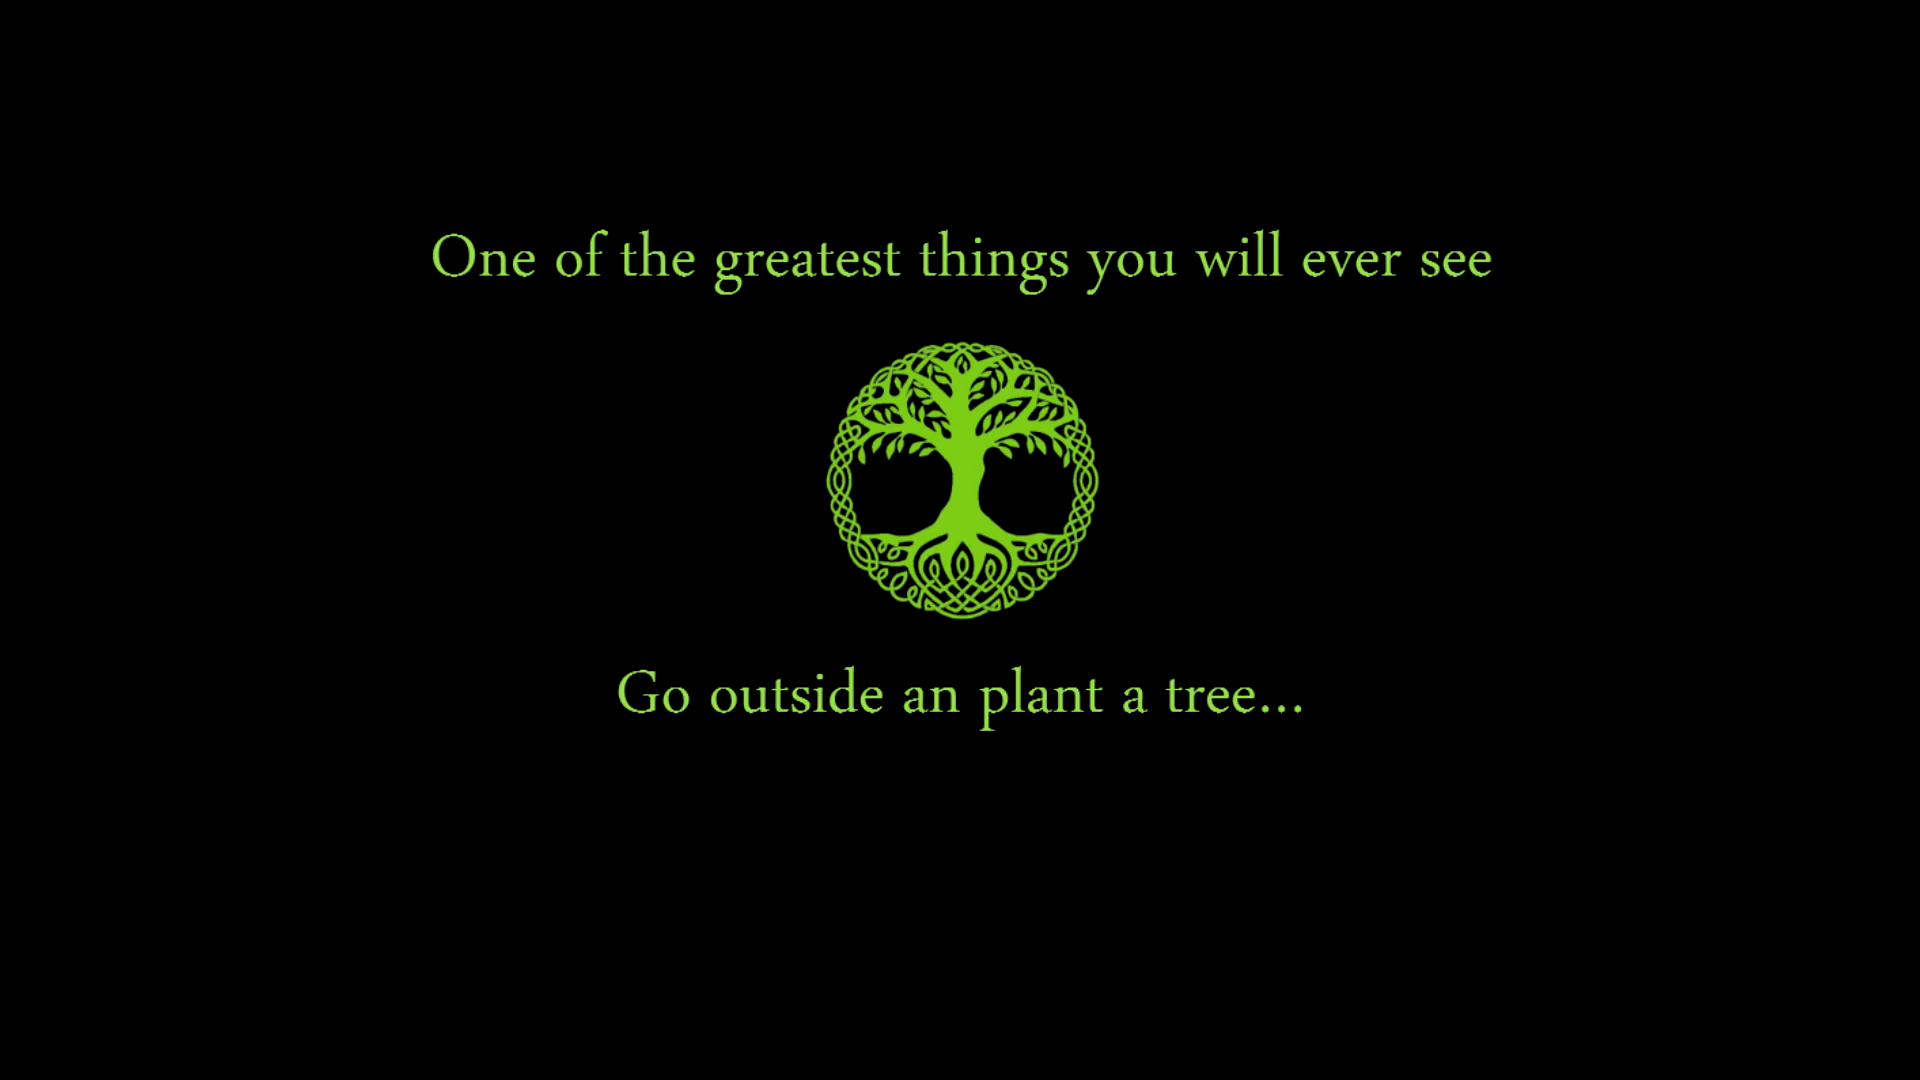 One of the greatest things you will ever see
Go outside an plant a tree...